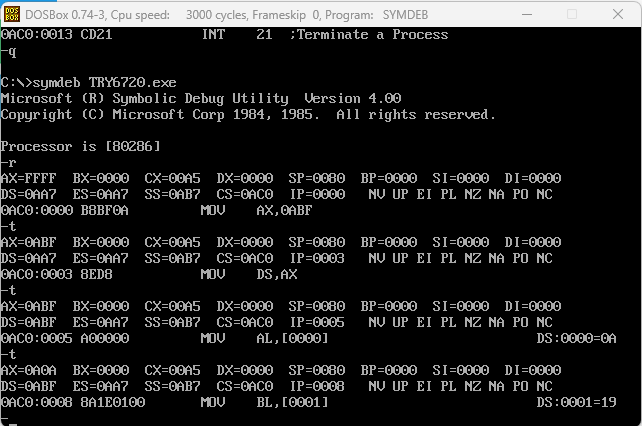 DOSBox 0.74-3, Cpu speed: 3000 cycles, Frameskip 0, Program: SYMDEB
0AC0:0013 CD21 INT 21 ;Terminate a Process
-q
C:\>symdeb TRY6720.exe
Microsoft (R) Symbolic Debug Utility Version 4.00
Copyright (C) Microsoft Corp 1984, 1985. All rights reserved.
Processor is [80286]
-r
AX=FFFF BX=0000 CX=00A5 DX=0000 SP=0080 BP=0000 SI=0000 DI=0000
DS=0AA7 ES=0AA7 SS=0AB7 CS=0AC0 IP=0000 NV UP EI PL NZ NA PO NC
0AC0:0000 B8BF0A MOV AX,0ABF
-t
AX=0ABF BX=0000 CX=00A5 DX=0000 SP=0080 BP=0000 SI=0000 DI=0000
DS=0AA7 ES=0AA7 SS=0AB7 CS=0AC0 IP=0003 NV UP EI PL NZ NA PO NC
0AC0:0003 8ED8 MOV DS,AX
-t
AX=0ABF BX=0000 CX=00A5 DX=0000 SP=0080 BP=0000 SI=0000 DI=0000
DS=0ABF ES=0AA7 SS=0AB7 CS=0AC0 IP=0005 NV UP EI PL NZ NA PO NC
0AC0:0005 A00000 MOV AL,[0000] DS:0000=0A
-t
AX=0A0A BX=0000 CX=00A5 DX=0000 SP=0080 BP=0000 SI=0000 DI=0000
DS=0ABF ES=0AA7 SS=0AB7 CS=0AC0 IP=0008 NV UP EI PL NZ NA PO NC
0AC0:0008 8A1E0100 MOV BL,[0001] DS:0001=19
-